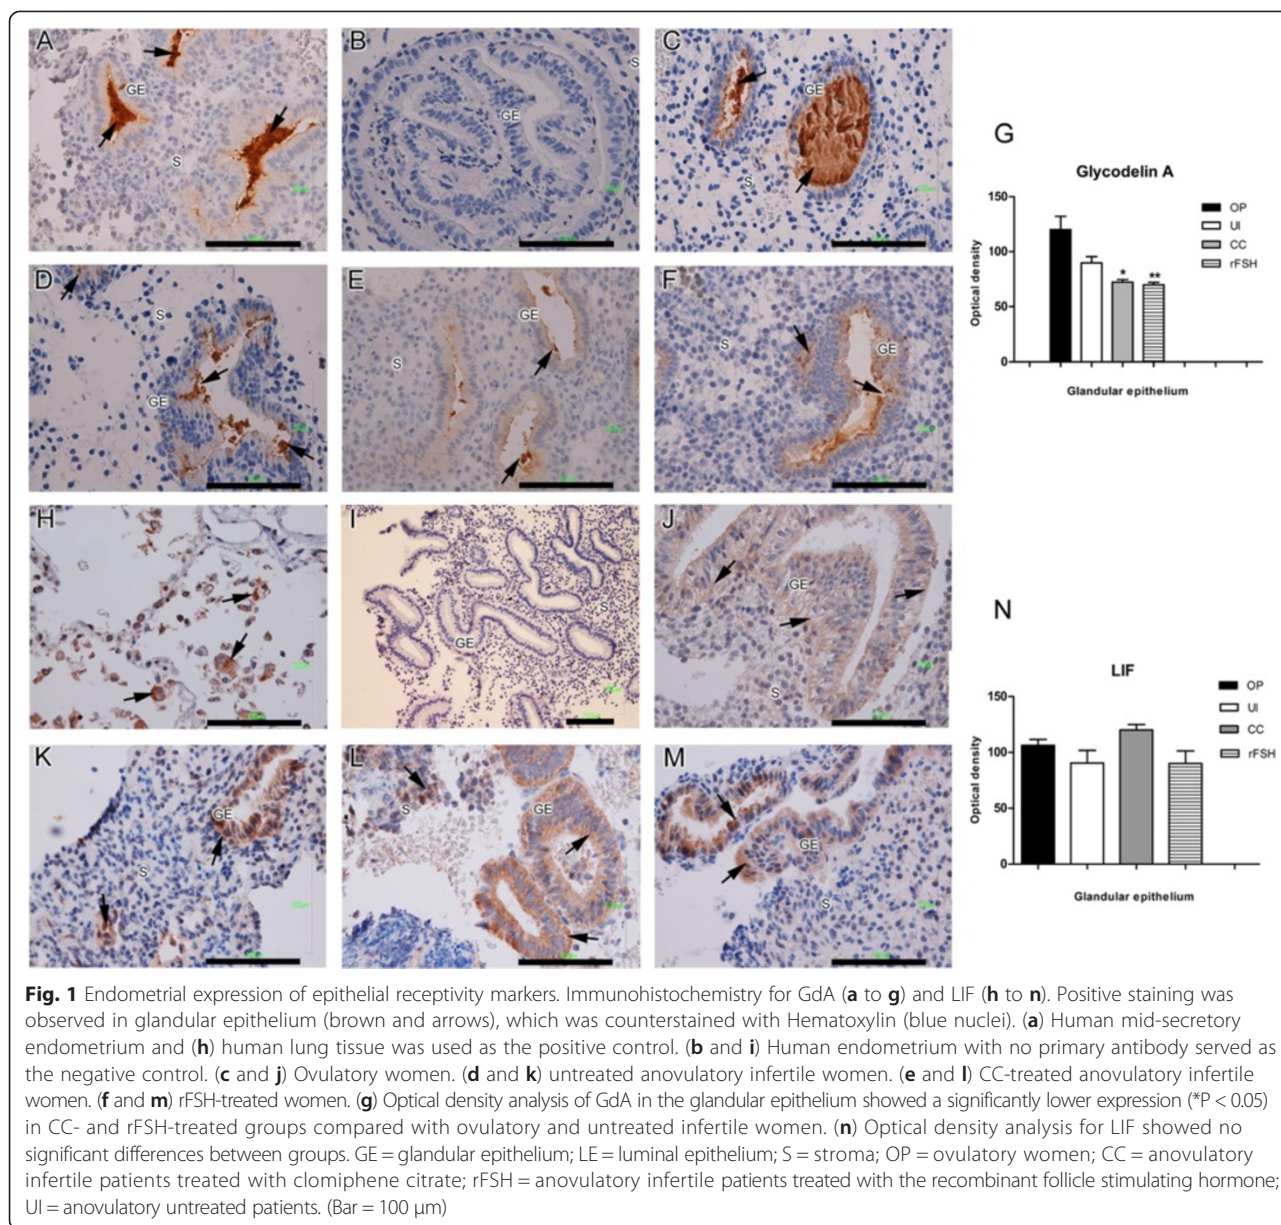 A
GE
S
B
S
GE
C
GE
S
D
S
GE
E
GE
S
F
S
GE
G
Glycodelin A
Optical density
150
100
50
0
*
**
OP
UI
CC
rFSH
Glandular epithelium
H
I
S
GE
J
GE
S
K
GE
S
L
S
GE
M
GE
S
N
LIF
Optical density
150
100
50
0
OP
UI
CC
rFSH
Glandular epithelium
Fig. 1 Endometrial expression of epithelial receptivity markers. Immunohistochemistry for GdA (a to g) and LIF (h to n). Positive staining was
observed in glandular epithelium (brown and arrows), which was counterstained with Hematoxylin (blue nuclei). (a) Human mid-secretory
endometrium and (h) human lung tissue was used as the positive control. (b and i) Human endometrium with no primary antibody served as
the negative control. (c and j) Ovulatory women. (d and k) untreated anovulatory infertile women. (e and l) CC-treated anovulatory infertile
women. (f and m) rFSH-treated women. (g) Optical density analysis of GdA in the glandular epithelium showed a significantly lower expression (*P < 0.05)
in CC- and rFSH-treated groups compared with ovulatory and untreated infertile women. (n) Optical density analysis for LIF showed no
significant differences between groups. GE = glandular epithelium; LE = luminal epithelium; S = stroma; OP = ovulatory women; CC = anovulatory
infertile patients treated with clomiphene citrate; rFSH = anovulatory infertile patients treated with the recombinant follicle stimulating hormone;
UI = anovulatory untreated patients. (Bar = 100 μm)